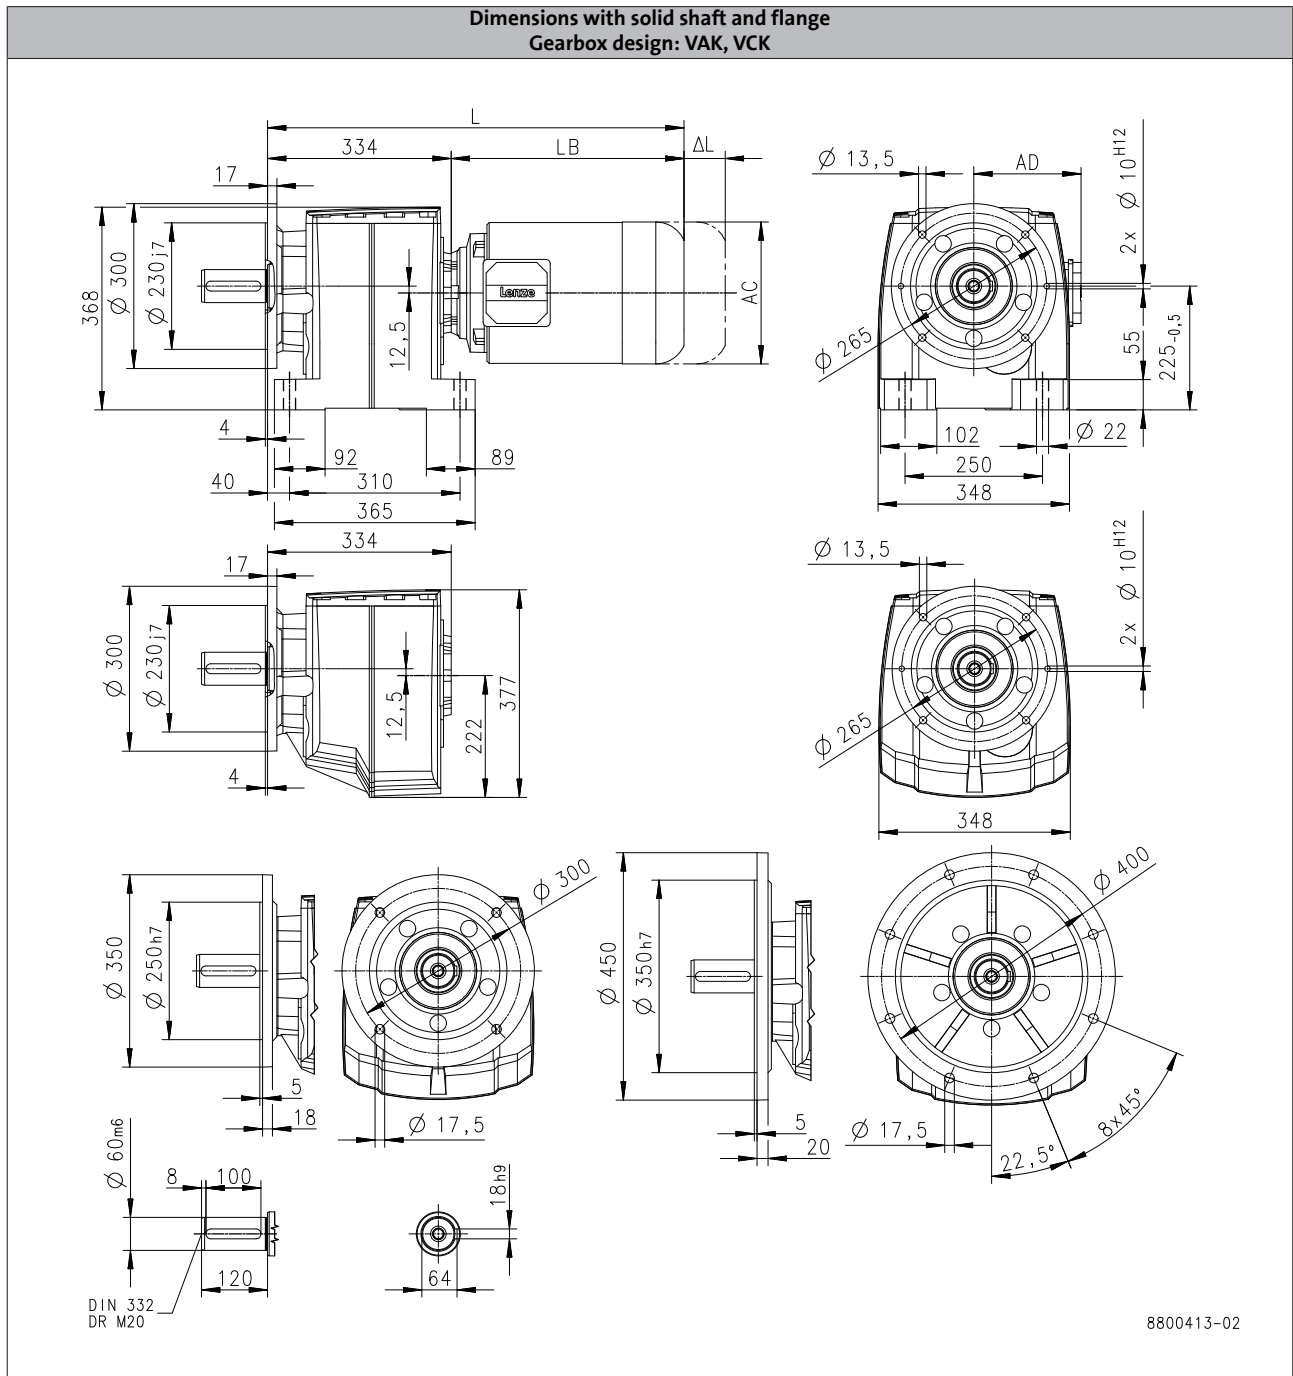 Dimensions with solid shaft and flange
Gearbox design: VAK, VCK
L
334
LB
ΔL
17
368
Ø 300
Ø 230j7
Lenze
12,5
AC
4
92
89
40
310
365
Ø 13,5
AD
2x Ø 10H12
Ø 265
55
225-0,5
102
Ø 22
250
348
334
17
Ø 300
Ø 230j7
12,5
222
377
4
Ø 13,5
2x Ø 10H12
Ø 265
348
Ø 350
Ø 250h7
Ø 300
5
18
Ø 17,5
Ø 450
Ø 350h7
Ø 400
5
20
Ø 17,5
22,5°
8x45°
Ø 60m6
8
100
120
18h9
64
DIN 332
DR M20
8800413-02